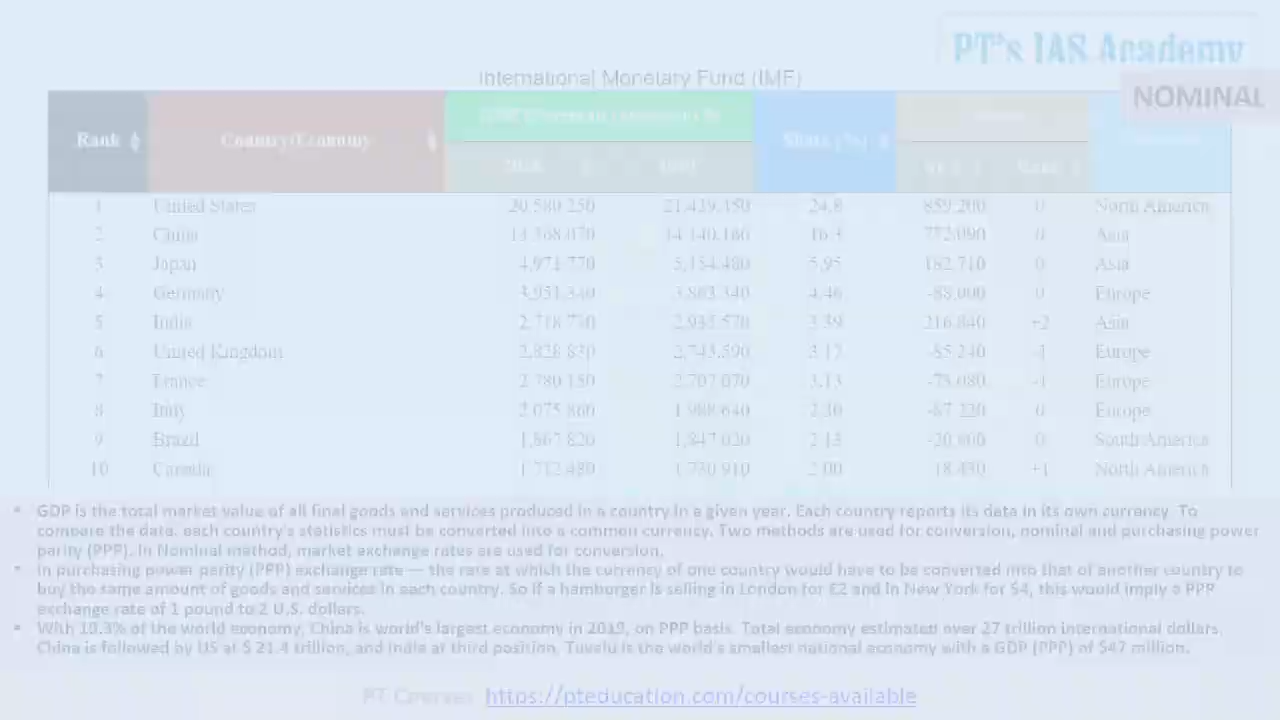 PT's IAS Academy
International Monetary Fund (IMF)
NOMINAL
Rank Country/Economy Share (%)
1 United States 20,580,250 21,439,450 24.8 859,200 0 North America
2 China 13,368,070 14,140,160 16.3 772,090 0 Asia
3 Japan 4,971,770 5,154,480 5.95 182,710 0 Asia
4 Germany 3,951,340 3,863,340 4.46 -88,000 0 Europe
5 India 2,718,730 2,935,570 3.39 216,840 +2 Asia
6 United Kingdom 2,828,830 2,743,590 3.17 -85,240 -1 Europe
7 France 2,780,150 2,707,070 3.13 -73,080 -1 Europe
8 Italy 2,075,860 1,988,640 2.30 -87,220 0 Europe
9 Brazil 1,867,820 1,847,020 2.13 -20,800 0 South America
10 Canada 1,712,480 1,730,910 2.00 18,430 +1 North America
• GDP is the total market value of all final goods and services produced in a country in a given year. Each country reports its data in its own currency. To
compare the data, each country's statistics must be converted into a common currency. Two methods are used for conversion, nominal and purchasing power
parity (PPP). In Nominal method, market exchange rates are used for conversion.
• In purchasing power parity (PPP) exchange rate — the rate at which the currency of one country would have to be converted into that of another country to
buy the same amount of goods and services in each country. So if a hamburger is selling in London for £2 and in New York for $4, this would imply a PPP
exchange rate of 1 pound to 2 U.S. dollars.
• With 19.3% of the world economy, China is world's largest economy in 2019, on PPP basis. Total economy estimated over 27 trillion international dollars.
China is followed by US at $ 21.4 trillion, and India at third position. Tuvalu is the world's smallest national economy with a GDP (PPP) of $47 million.
PT Courses https://pteducation.com/courses-available